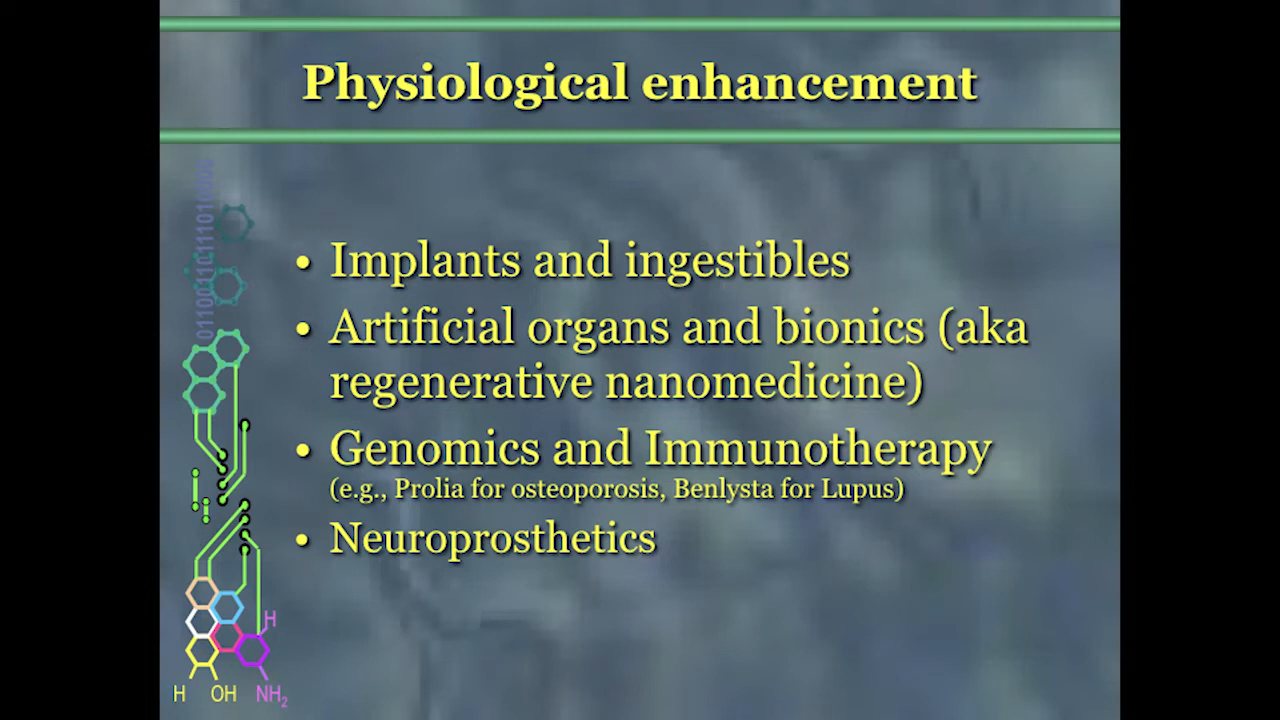 Physiological enhancement
• Implants and ingestibles
• Artificial organs and bionics (aka
regenerative nanomedicine)
• Genomics and Immunotherapy
(e.g., Prolia for osteoporosis, Benlysta for Lupus)
• Neuroprosthetics
H
H OH NH₂